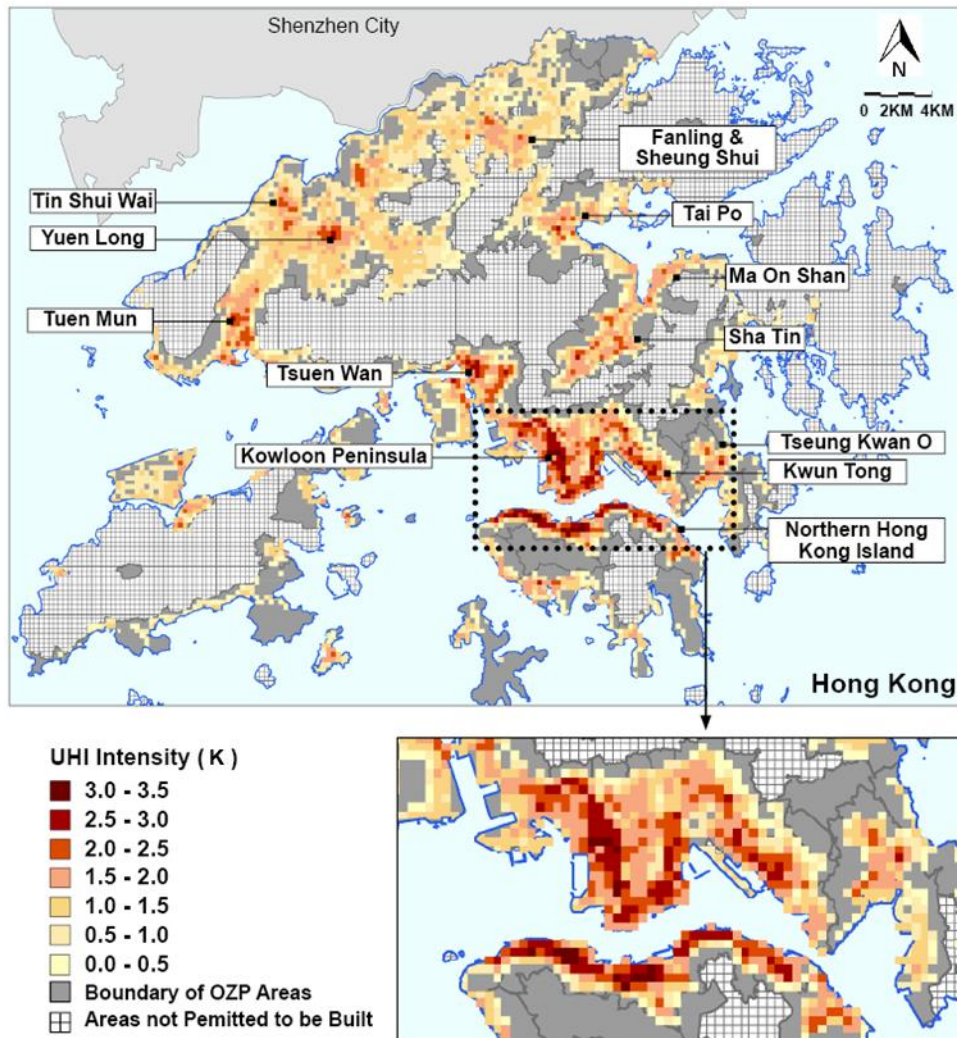 Shenzhen City
N
0 2KM 4KM
Fanling &
Sheung Shui
Tin Shui Wai
Tai Po
Yuen Long
Ma On Shan
Tuen Mun
Sha Tin
Tsuen Wan
Tseung Kwan O
Kowloon Peninsula
Kwun Tong
Northern Hong
Kong Island
Hong Kong
UHI Intensity ( K )
3.0 - 3.5
2.5 - 3.0
2.0 - 2.5
1.5 - 2.0
1.0 - 1.5
0.5 - 1.0
0.0 - 0.5
Boundary of OZP Areas
Areas not Pemitted to be Built